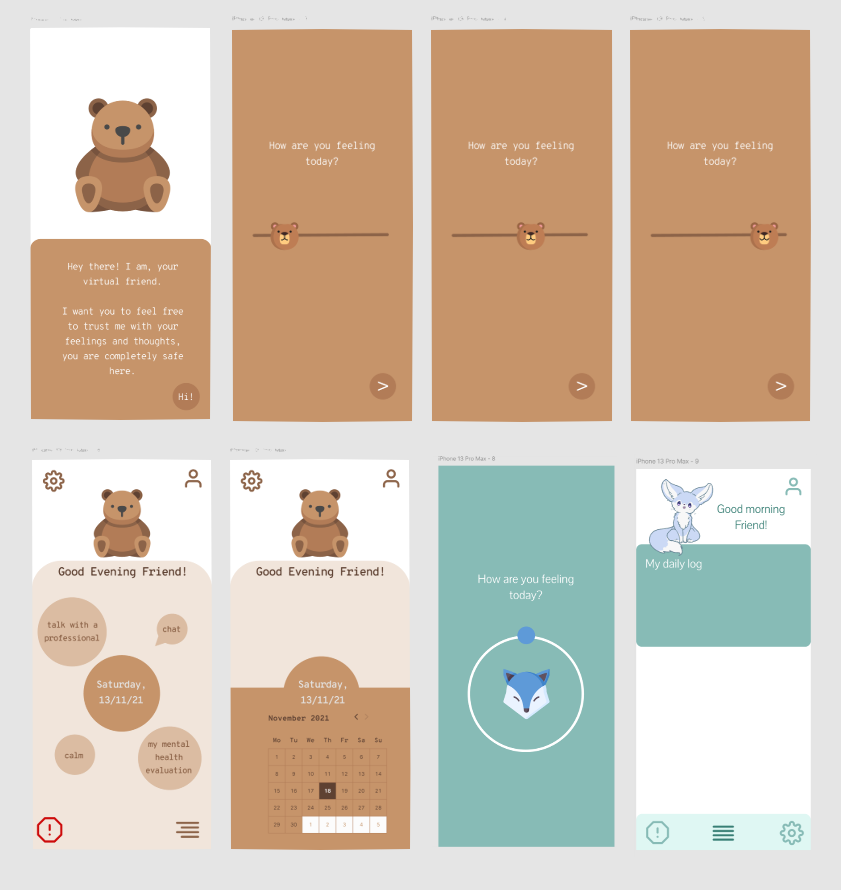 Hey there! I am, your
virtual friend.
I want you to feel free
to trust me with your
feelings and thoughts,
you are completely safe
here.
Hi!
How are you feeling
today?
>
How are you feeling
today?
>
How are you feeling
today?
>
Good Evening Friend!
talk with a
professional
chat
Saturday,
13/11/21
calm
my mental
health
evaluation
Good Evening Friend!
Saturday,
13/11/21
November 2021
Mo Tu We Th Fr Sa Su
1 2 3 4 5 6 7
8 9 10 11 12 13 14
15 16 17 18 19 20 21
22 23 24 25 26 27 28
29 30 1 2 3 4 5
iPhone 13 Pro Max - 8
How are you feeling
today?
iPhone 13 Pro Max - 9
Good morning
Friend!
My daily log